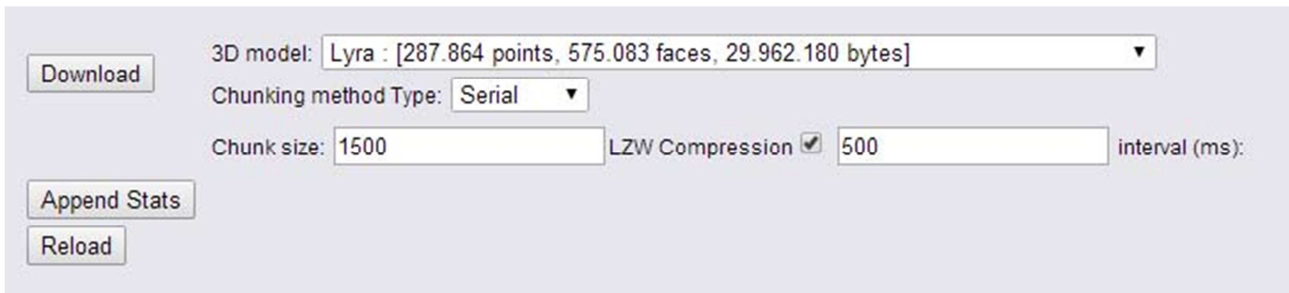 Download
3D model: Lyra : [287.864 points, 575.083 faces, 29.962.180 bytes]
Chunking method Type: Serial
Chunk size: 1500 LZW Compression 500 interval (ms):
Append Stats
Reload